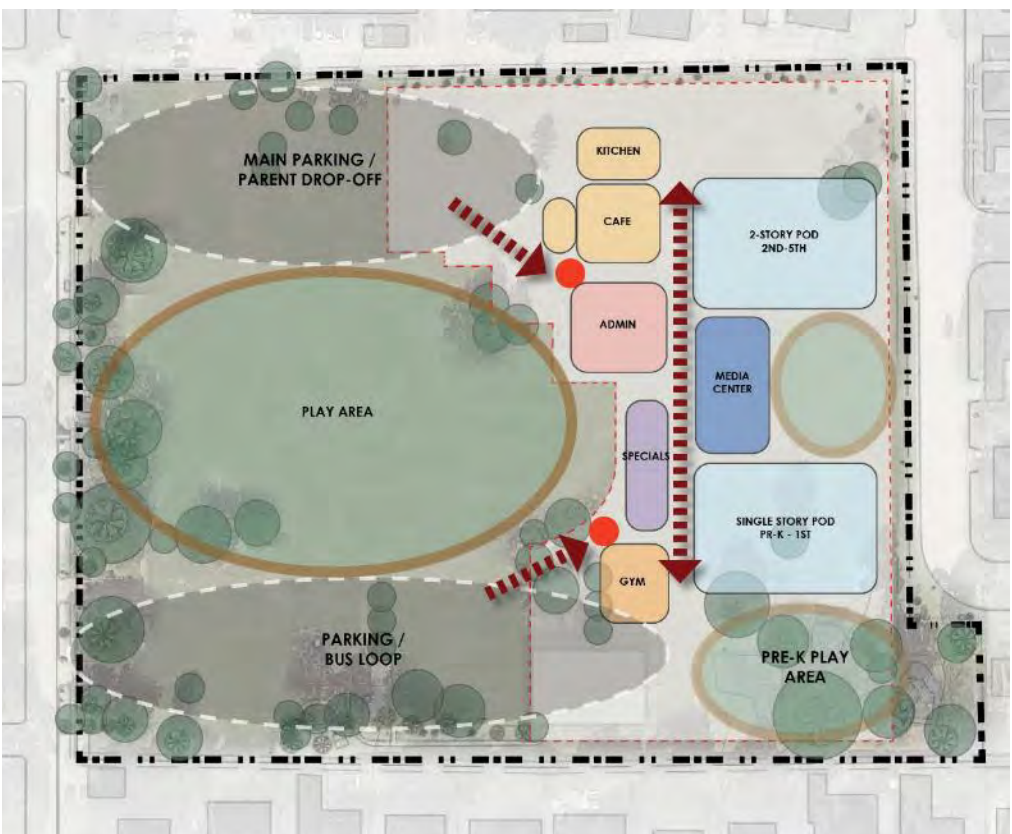 MAIN PARKING /
PARENT DROP-OFF
KITCHEN
CAFE
2-STORY POD
2ND-5TH
ADMIN
MEDIA
CENTER
PLAY AREA
SPECIALS
SINGLE STORY POD
PR-K - 1ST
GYM
PARKING /
BUS LOOP
PRE-K PLAY
AREA